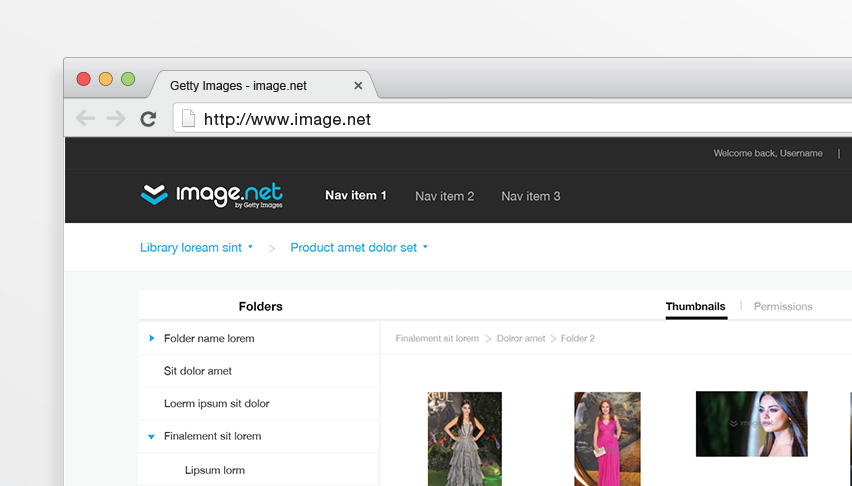 Getty Images - image.net
http://www.image.net
Welcome back, Username |
image.net
by Getty Images
Nav item 1 Nav item 2 Nav item 3
Library loream sint > Product amet dolor set
Folders
Thumbnails | Permissions
Folder name lorem
Finalement sit lorem > Dolror amet > Folder 2
Sit dolor amet
Loerm ipsum sit dolor
Finalement sit lorem
Lipsum lorm